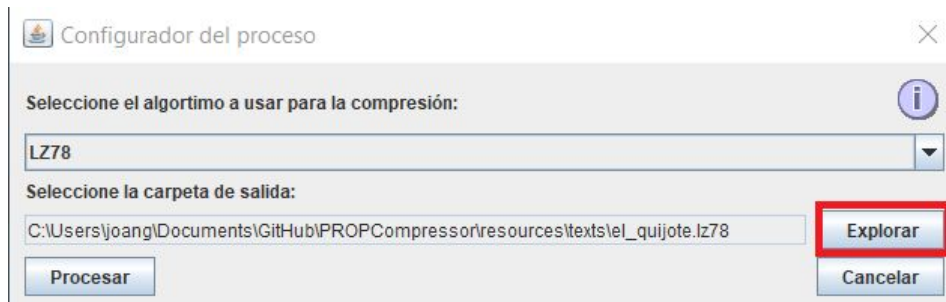 Configurador del proceso
Seleccione el algortimo a usar para la compresión:
LZ78
Seleccione la carpeta de salida:
C:\Users\joang\Documents\GitHub\PROPCompressor\resources\texts\el_quijote.lz78 Explorar
Procesar Cancelar